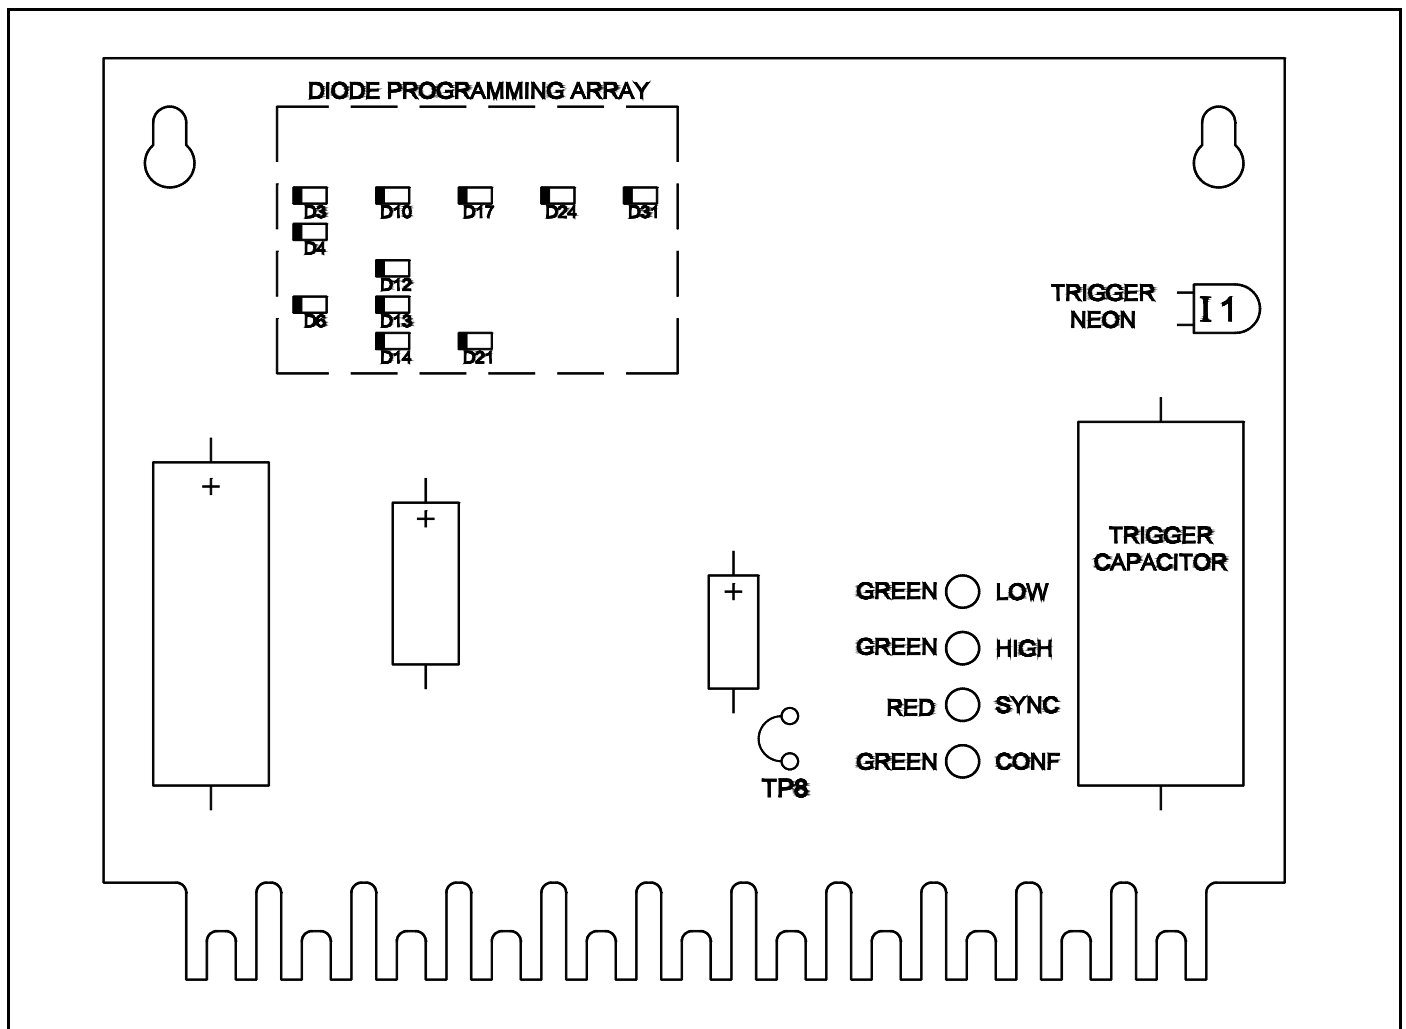 DIODE PROGRAMMING ARRAY
D3 D10 D17 D24 D31
D4
D12
D6 D13
D14 D21
TRIGGER
NEON
I1
+
+
+
TRIGGER
CAPACITOR
GREEN LOW
GREEN HIGH
RED SYNC
GREEN CONF
TP8